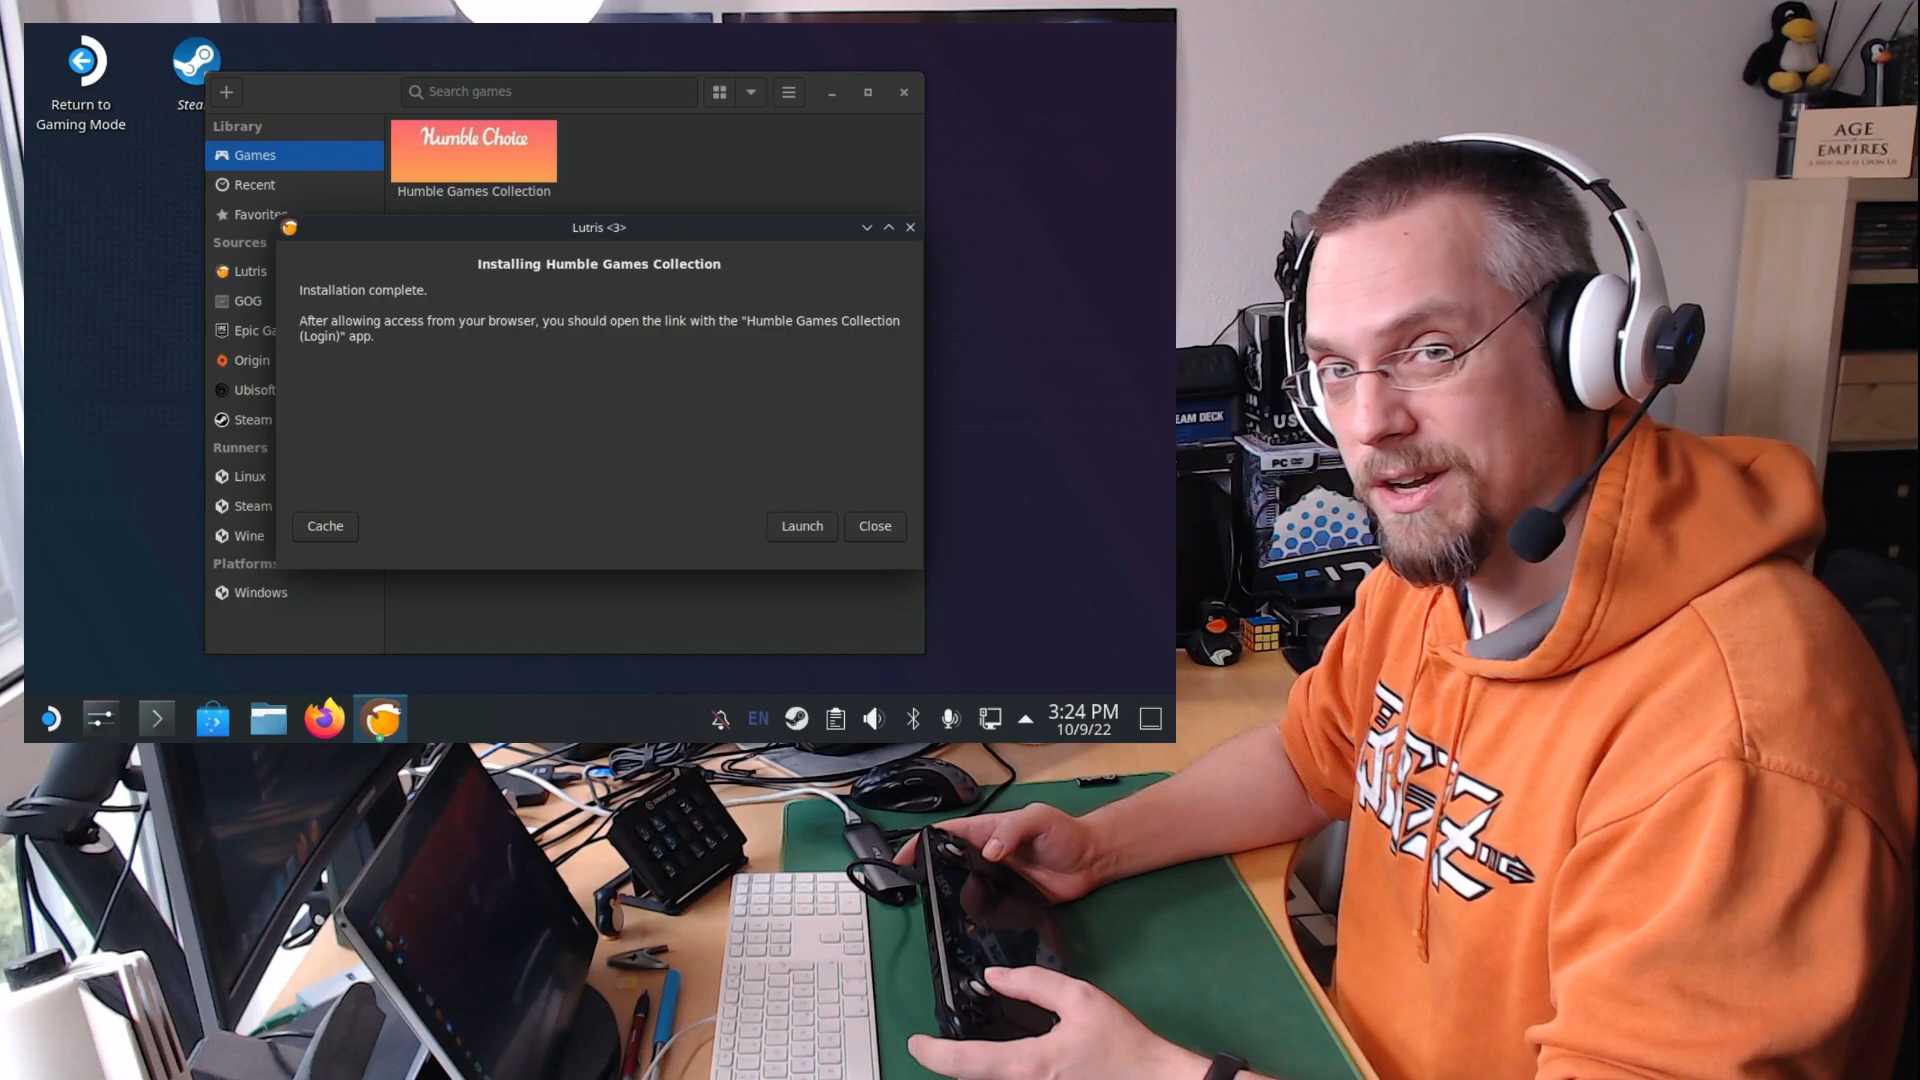 Return to
Gaming Mode
Stea
Search games
Library
Games
Recent
Favorites
Sources
Lutris
GOG
Epic Ga
Origin
Ubisoft
Steam
Runners
Linux
Steam
Wine
Platforms
Windows
Humble Choice
Humble Games Collection
Lutris <3>
Installing Humble Games Collection
Installation complete.
After allowing access from your browser, you should open the link with the "Humble Games Collection
(Login)" app.
Cache
Launch
Close
EN
3:24 PM
10/9/22
AGE
OF
EMPIRES
EAM DECK
US
PC DVD